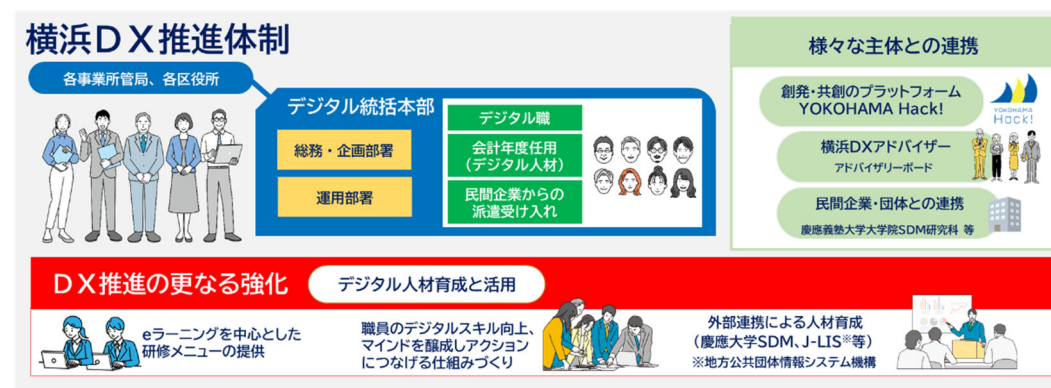 横浜DX推進体制
各事業所管局、各区役所
デジタル統括本部
総務・企画部署
運用部署
デジタル職
会計年度任用
（デジタル人材）
民間企業からの
派遣受け入れ
様々な主体との連携
創発・共創のプラットフォーム
YOKOHAMA Hack!
YOKOHAMA
Hack!
横浜DXアドバイザー
アドバイザリーボード
民間企業・団体との連携
慶應義塾大学大学院SDM研究科 等
DX推進の更なる強化
デジタル人材育成と活用
eラーニングを中心とした
研修メニューの提供
職員のデジタルスキル向上、
マインドを醸成しアクション
につなげる仕組みづくり
外部連携による人材育成
（慶應大学SDM、J-LIS※等）
※地方公共団体情報システム機構